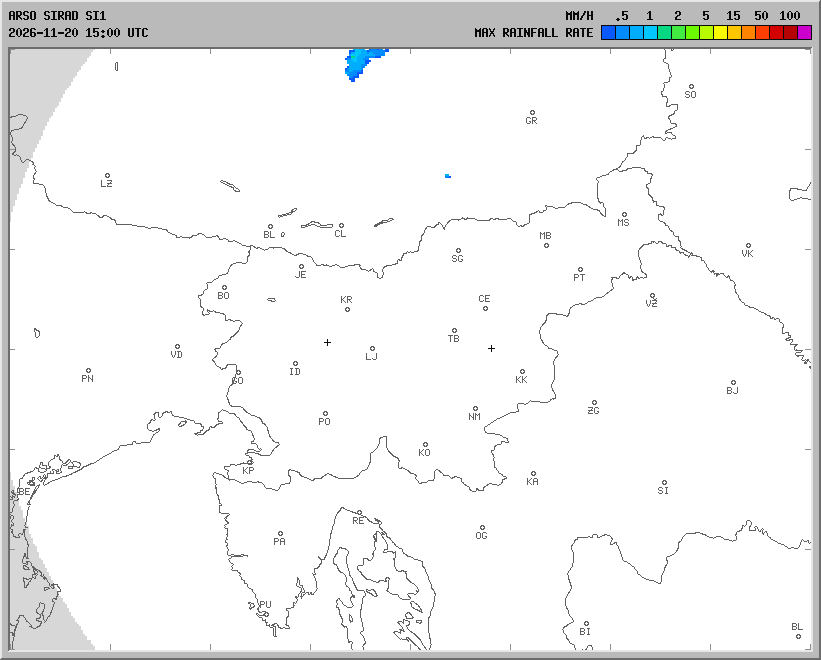 ARSO SIRAD SI1
2026-11-20 15:00 UTC
MM/H .5 1 2 5 15 50 100
MAX RAINFALL RATE
SO
GR
LZ
MS
BL
CL
MB
VK
SG
JE
PT
BO
KR
CE
VZ
TB
VD
LJ
ID
PN
GO
KK
BJ
ZG
NM
PO
KO
KP
KA
BE
SI
RE
OG
PA
PU
BI
BL